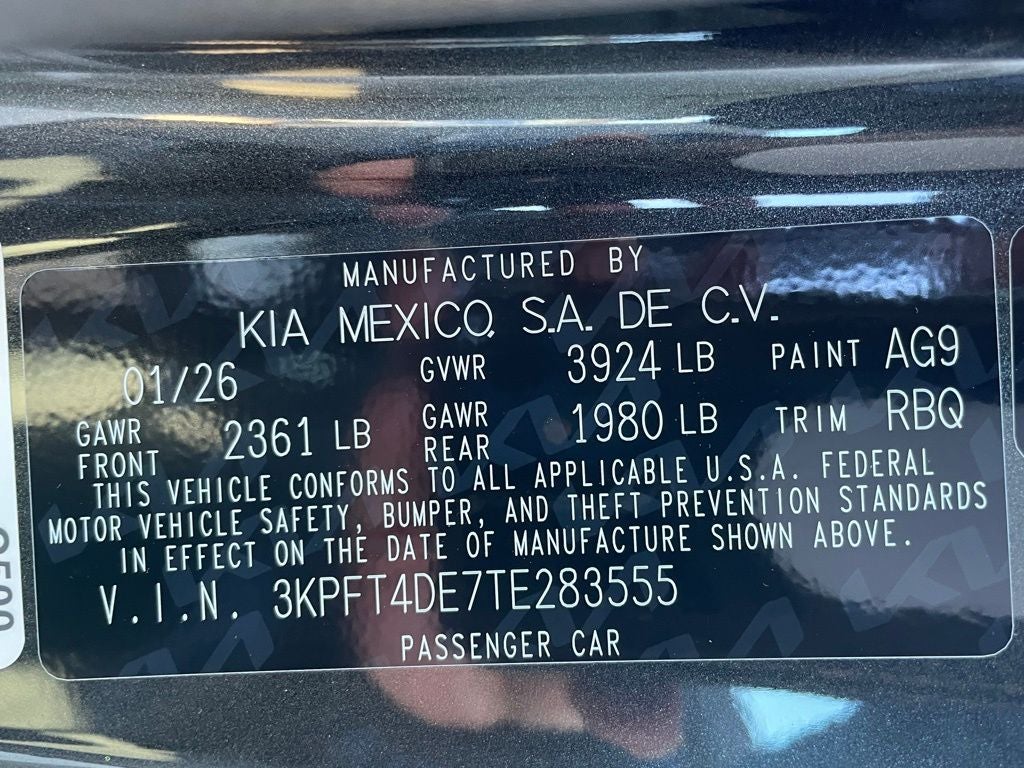 MANUFACTURED BY
KIA MEXICO, S.A. DE C.V.
01/26 GVWR 3924 LB PAINT AG9
GAWR FRONT 2361 LB GAWR REAR 1980 LB TRIM RBQ
THIS VEHICLE CONFORMS TO ALL APPLICABLE U.S.A. FEDERAL
MOTOR VEHICLE SAFETY, BUMPER, AND THEFT PREVENTION STANDARDS
IN EFFECT ON THE DATE OF MANUFACTURE SHOWN ABOVE.
V.I.N. 3KPFT4DE7TE283555
PASSENGER CAR